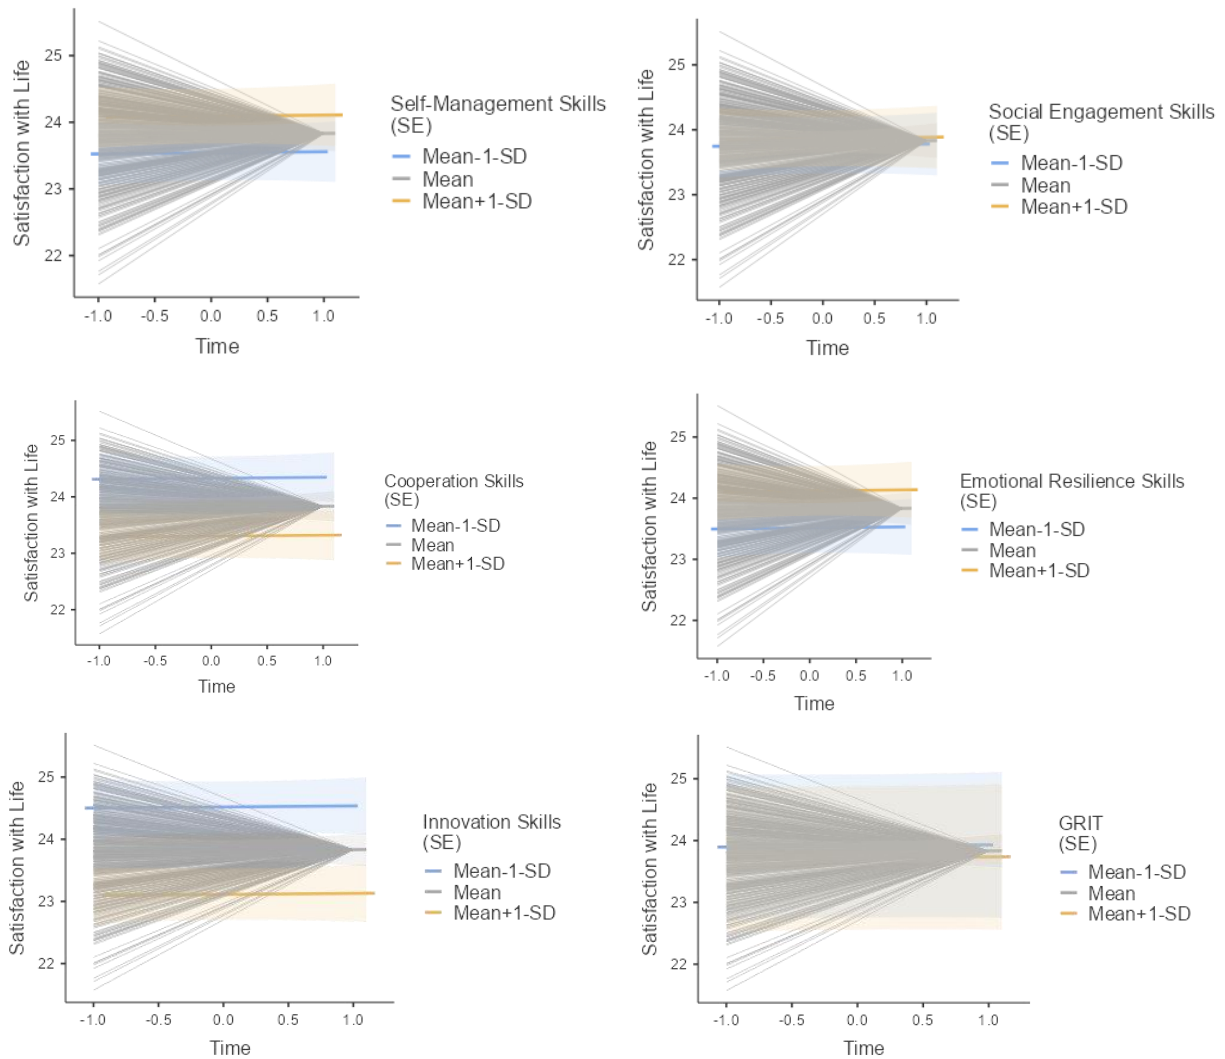 Satisfaction with Life
25
24
23
22
-1.0 -0.5 0.0 0.5 1.0
Time
Self-Management Skills
(SE)
Mean-1-SD
Mean
Mean+1-SD
Satisfaction with Life
25
24
23
22
-1.0 -0.5 0.0 0.5 1.0
Time
Social Engagement Skills
(SE)
Mean-1-SD
Mean
Mean+1-SD
Satisfaction with Life
25
24
23
22
-1.0 -0.5 0.0 0.5 1.0
Time
Cooperation Skills
(SE)
Mean-1-SD
Mean
Mean+1-SD
Satisfaction with Life
25
24
23
22
-1.0 -0.5 0.0 0.5 1.0
Time
Emotional Resilience Skills
(SE)
Mean-1-SD
Mean
Mean+1-SD
Satisfaction with Life
25
24
23
22
-1.0 -0.5 0.0 0.5 1.0
Time
Innovation Skills
(SE)
Mean-1-SD
Mean
Mean+1-SD
Satisfaction with Life
25
24
23
22
-1.0 -0.5 0.0 0.5 1.0
Time
GRIT
(SE)
Mean-1-SD
Mean
Mean+1-SD